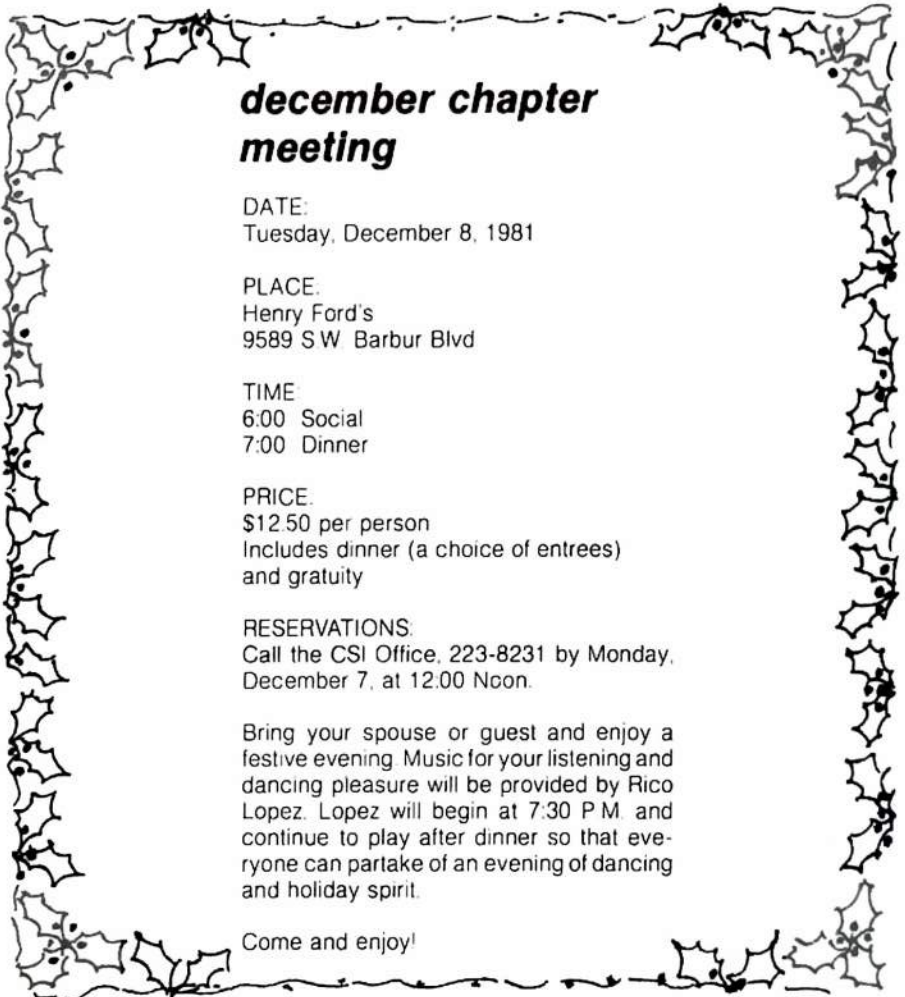 december chapter
meeting
DATE:
Tuesday, December 8, 1981
PLACE:
Henry Ford's
9589 S.W. Barbur Blvd
TIME:
6:00 Social
7:00 Dinner
PRICE:
$12.50 per person
Includes dinner (a choice of entrees)
and gratuity
RESERVATIONS:
Call the CSI Office, 223-8231 by Monday,
December 7, at 12:00 Noon.
Bring your spouse or guest and enjoy a
festive evening. Music for your listening and
dancing pleasure will be provided by Rico
Lopez. Lopez will begin at 7:30 P.M. and
continue to play after dinner so that eve-
ryone can partake of an evening of dancing
and holiday spirit.
Come and enjoy!